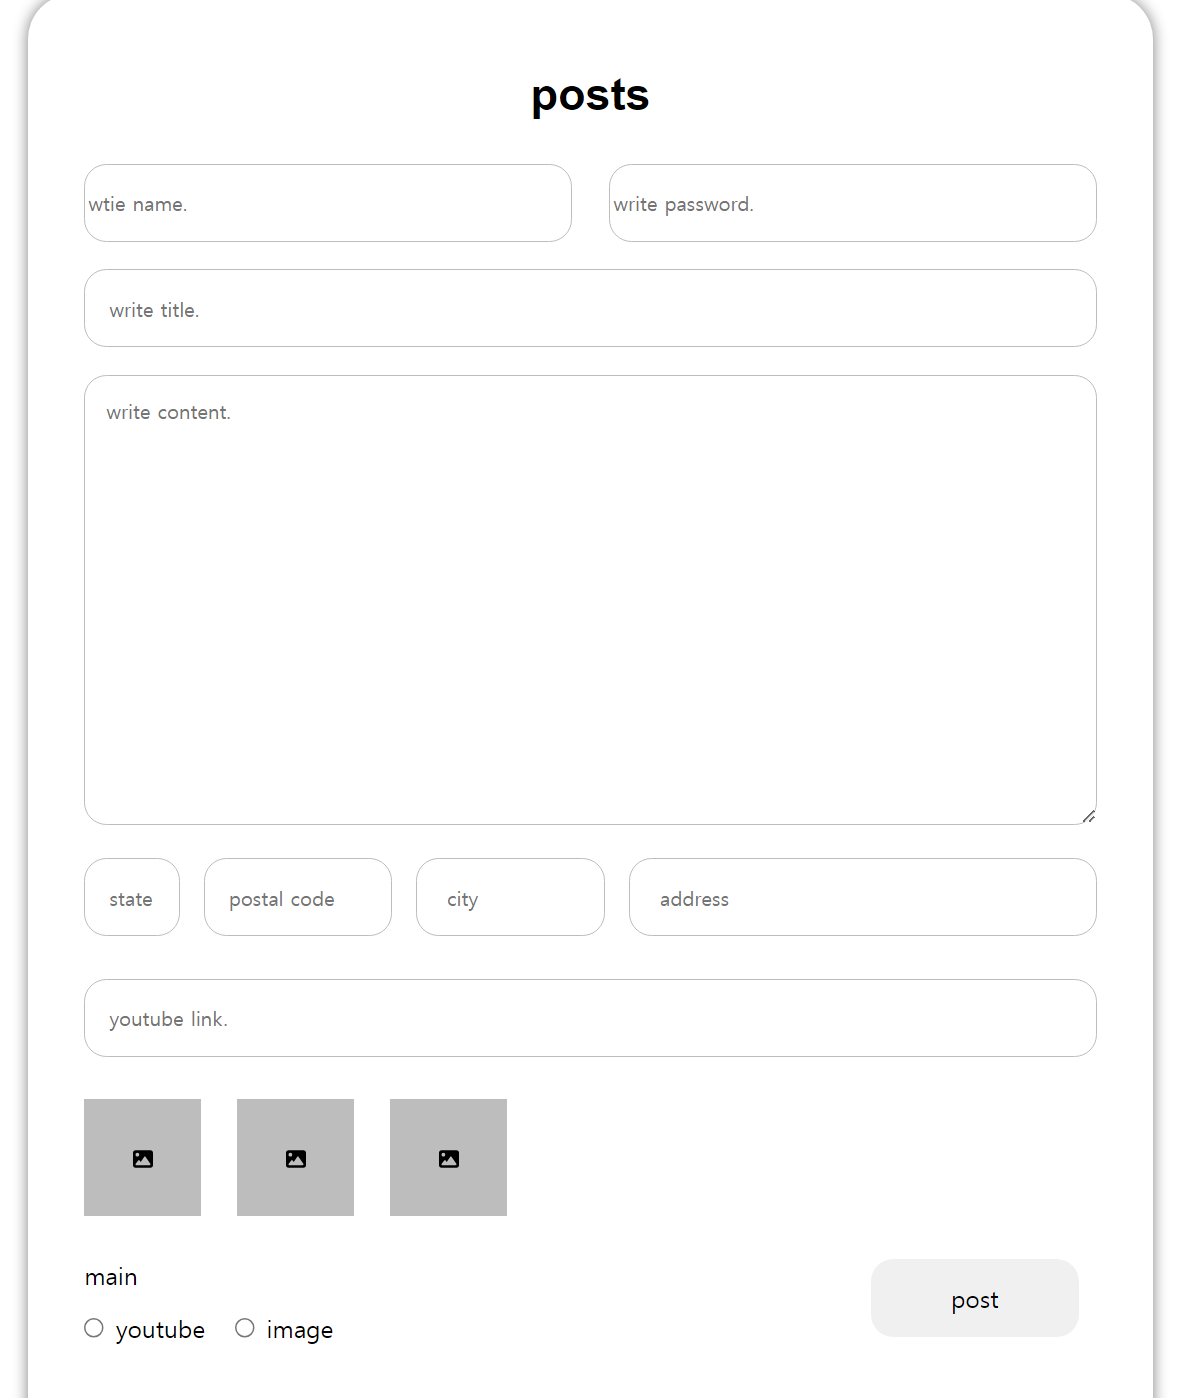 posts
wtie name.
write password.
write title.
write content.
state
postal code
city
address
youtube link.
main
youtube
image
post